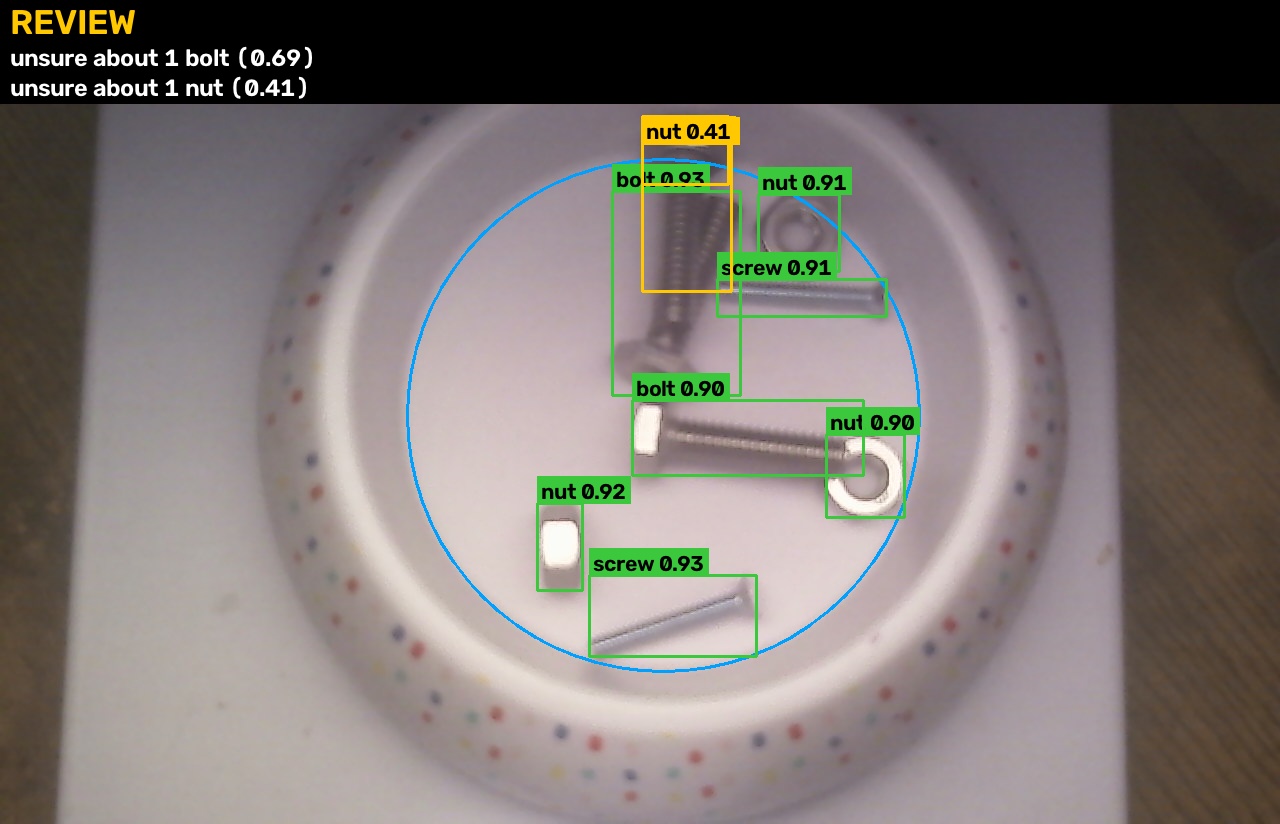 REVIEW
unsure about 1 bolt (0.69)
unsure about 1 nut (0.41)
nut 0.41
bolt 0.93
nut 0.91
screw 0.91
bolt 0.90
nut 0.90
nut 0.92
screw 0.93